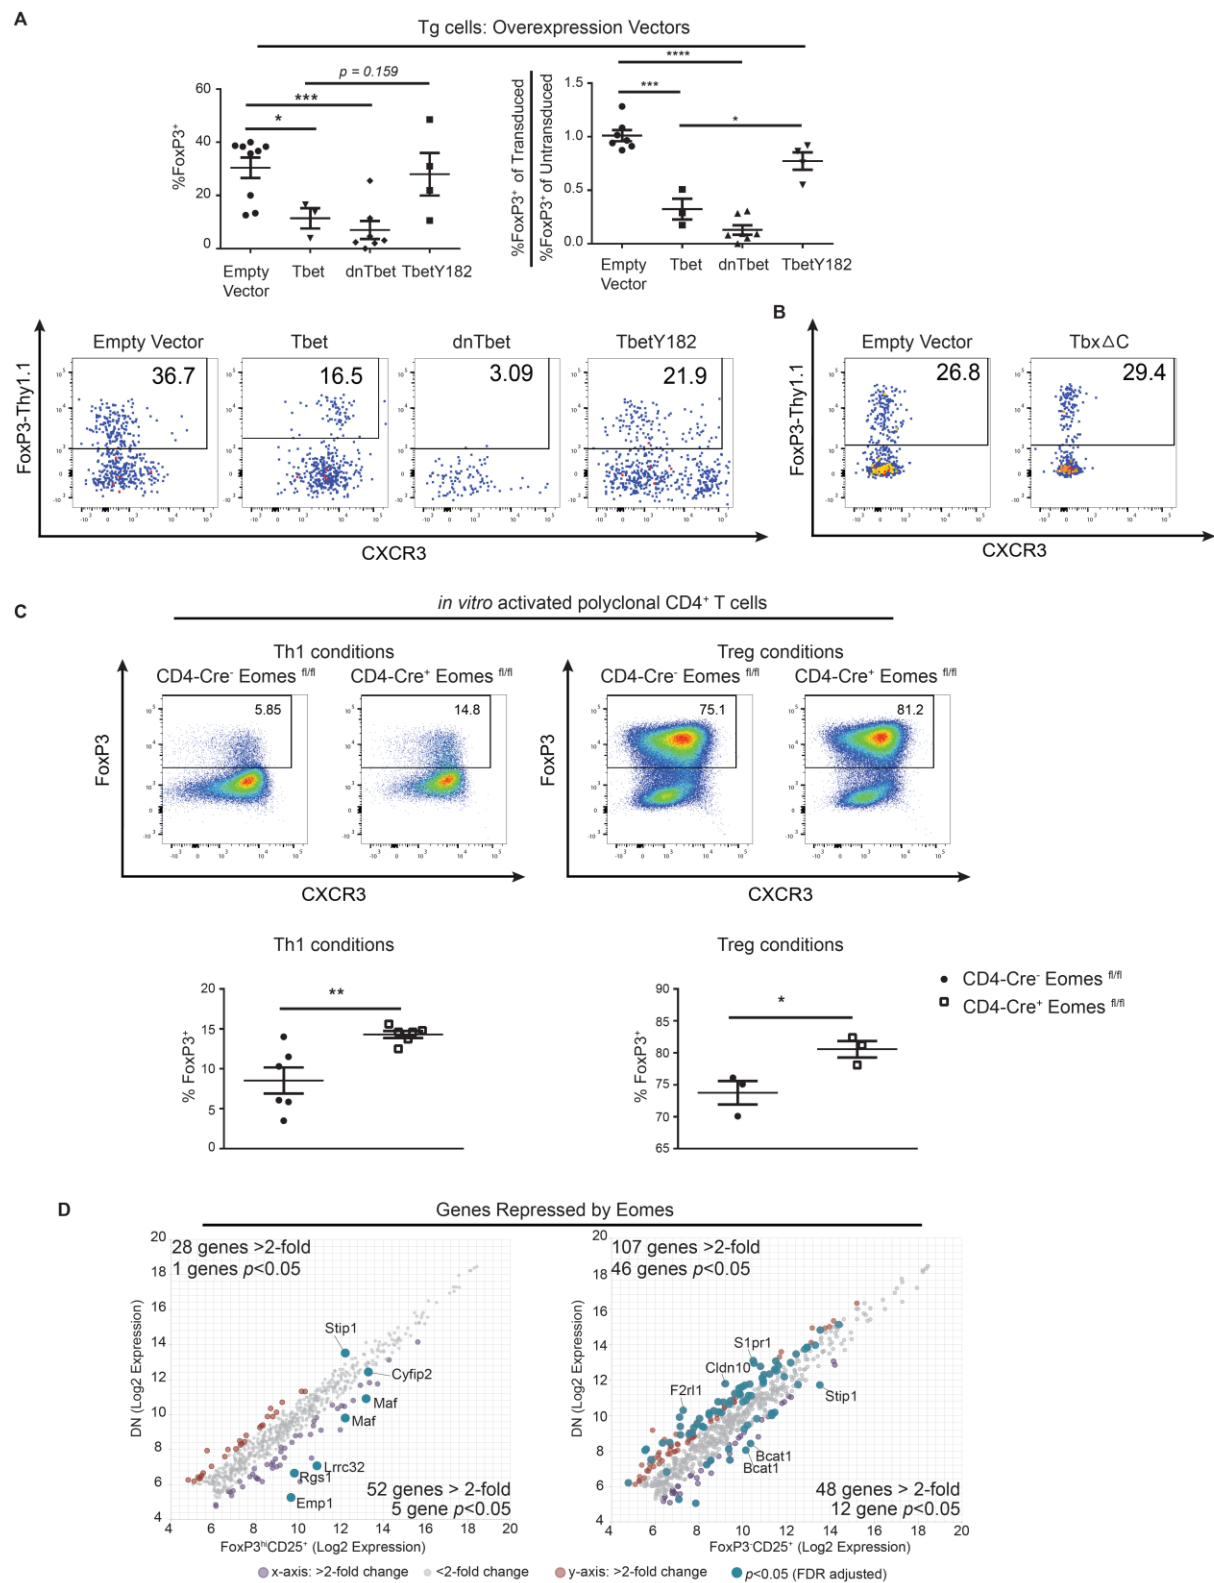 A
Tg cells: Overexpression Vectors
p = 0.159
***
*
%FoxP3⁺
60
40
20
0
Empty Vector
Tbet
dnTbet
TbetY182
****
***
*
%FoxP3⁺ of Transduced
%FoxP3⁺ of Untransduced
1.5
1.0
0.5
0.0
Empty Vector
Tbet
dnTbet
TbetY182
Empty Vector
Tbet
dnTbet
TbetY182
36.7
16.5
3.09
21.9
FoxP3-Thy1.1
CXCR3
B
Empty Vector
Tbx△C
26.8
29.4
FoxP3-Thy1.1
CXCR3
C
in vitro activated polyclonal CD4⁺ T cells
Th1 conditions
CD4-Cre⁻ Eomes fl/fl
CD4-Cre⁺ Eomes fl/fl
5.85
14.8
FoxP3
CXCR3
Treg conditions
CD4-Cre⁻ Eomes fl/fl
CD4-Cre⁺ Eomes fl/fl
75.1
81.2
FoxP3
CXCR3
Th1 conditions
**
% FoxP3⁺
20
15
10
5
0
Treg conditions
*
% FoxP3⁺
90
85
80
75
70
65
CD4-Cre⁻ Eomes fl/fl
CD4-Cre⁺ Eomes fl/fl
D
Genes Repressed by Eomes
28 genes >2-fold
1 genes p<0.05
Stip1
Cyfip2
Maf
Maf
Lrrc32
Rgs1
Emp1
52 genes > 2-fold
5 gene p<0.05
DN (Log2 Expression)
20
18
16
14
12
10
8
6
4
4 6 8 10 12 14 16 18 20
FoxP3ʰⁱCD25⁺ (Log2 Expression)
107 genes >2-fold
46 genes p<0.05
S1pr1
Cldn10
F2rl1
Stip1
Bcat1
Bcat1
48 genes > 2-fold
12 gene p<0.05
DN (Log2 Expression)
20
18
16
14
12
10
8
6
4
4 6 8 10 12 14 16 18 20
FoxP3⁻CD25⁺ (Log2 Expression)
x-axis: >2-fold change
<2-fold change
y-axis: >2-fold change
p<0.05 (FDR adjusted)